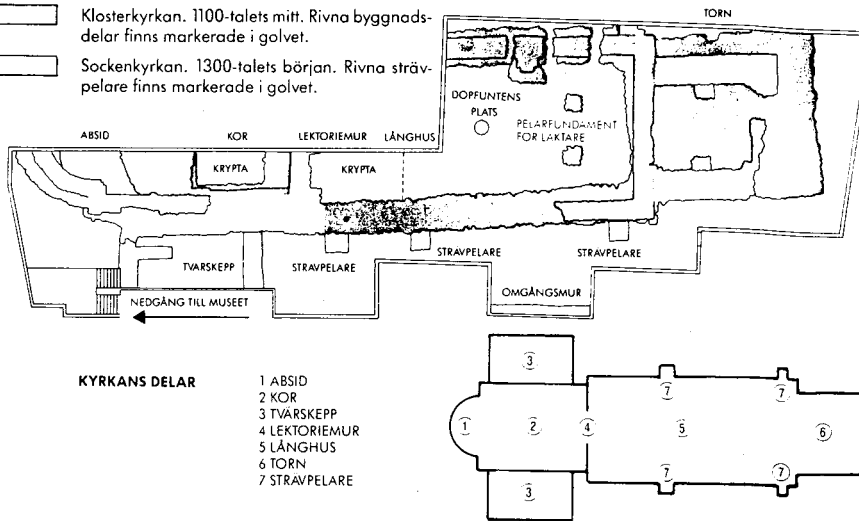 Klosterkyrkan. 1100-talets mitt. Rivna byggnads-
delar finns markerade i golvet.
Sockenkyrkan. 1300-talets början. Rivna sträv-
pelare finns markerade i golvet.
TORN
DOPFUNTENS
PLATS
PELARFUNDAMENT
FÖR LÄKTARE
ABSID
KOR
LEKTORIEMUR
LÅNGHUS
KRYPTA
KRYPTA
TVÄRSKEPP
STRÄVPELARE
STRÄVPELARE
STRÄVPELARE
NEDGÅNG TILL MUSEET
OMGÅNGSMUR
KYRKANS DELAR
1 ABSID
2 KOR
3 TVÄRSKEPP
4 LEKTORIEMUR
5 LÅNGHUS
6 TORN
7 STRÄVPELARE
3
7
7
1
2
4
5
6
7
7
3